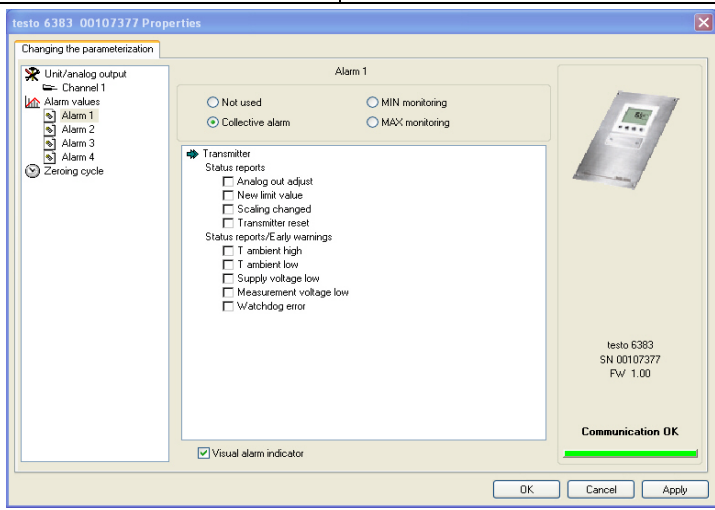 testo 6383 00107377 Properties
Changing the parameterization
Unit/analog output
Channel 1
Alarm values
Alarm 1
Alarm 2
Alarm 3
Alarm 4
Zeroing cycle
Alarm 1
Not used
MIN monitoring
Collective alarm
MAX monitoring
Transmitter
Status reports
Analog out adjust
New limit value
Scaling changed
Transmitter reset
Status reports/Early warnings
T ambient high
T ambient low
Supply voltage low
Measurement voltage low
Watchdog error
Visual alarm indicator
testo 6383
SN 00107377
FW 1.00
Communication OK
OK
Cancel
Apply